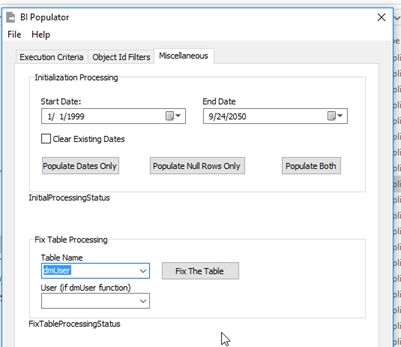 BI Populator
File Help
Execution Criteria Object Id Filters Miscellaneous
Initialization Processing
Start Date: End Date
1/ 1/1999 9/24/2050
Clear Existing Dates
Populate Dates Only Populate Null Rows Only Populate Both
InitialProcessingStatus
Fix Table Processing
Table Name
dmUser Fix The Table
User (if dmUser function)
FixTableProcessingStatus